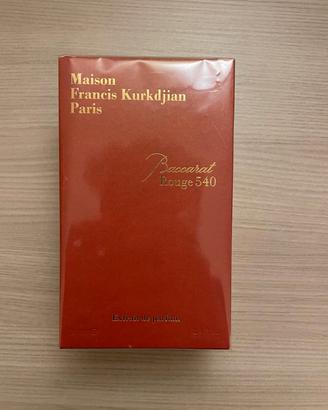 Maison
Francis Kurkdjian
Paris
Baccarat
Rouge 540
Extrait de parfum